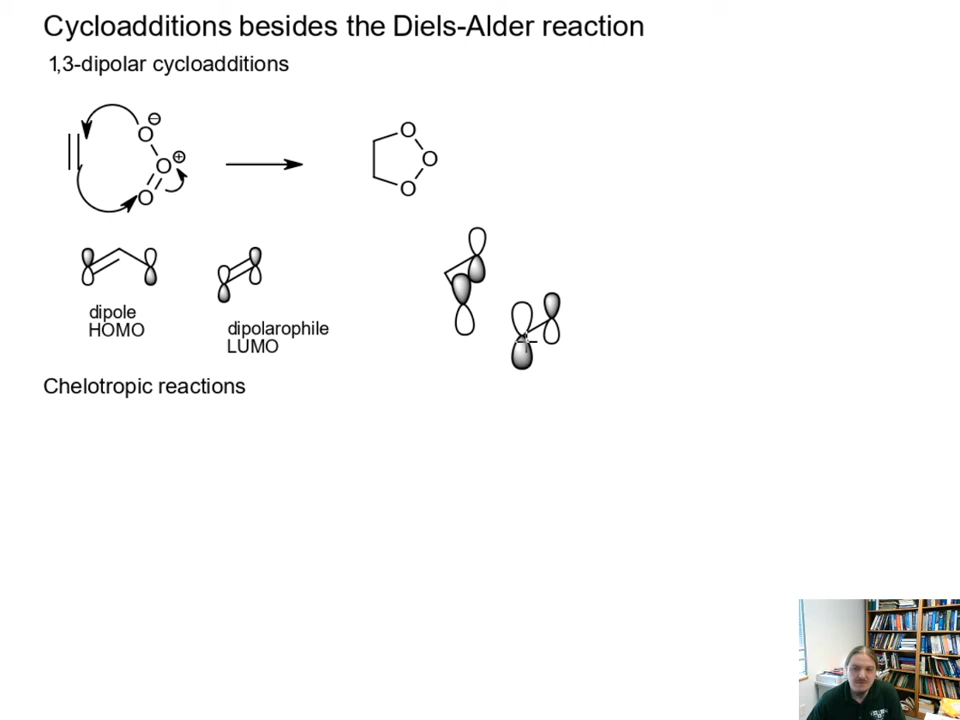 Cycloadditions besides the Diels-Alder reaction
1,3-dipolar cycloadditions
O ⊖
O ⊕
O
O
O
O
dipole
HOMO
dipolarophile
LUMO
Chelotropic reactions